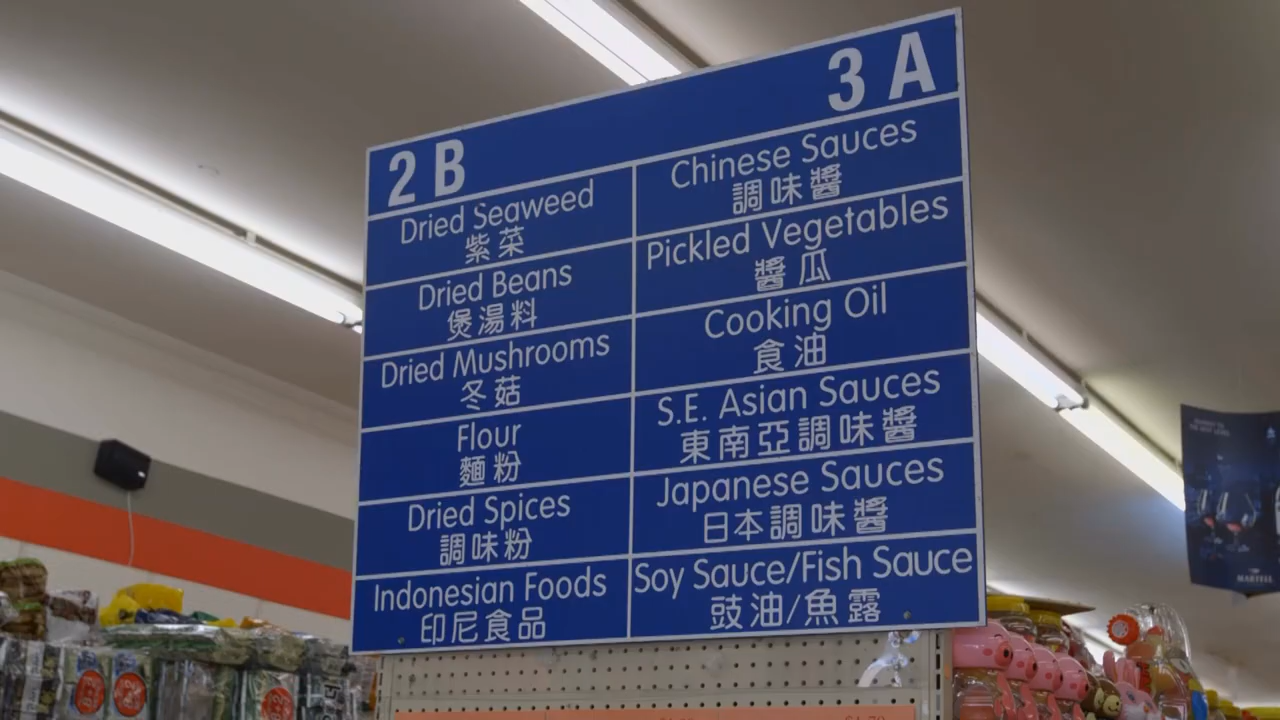 2 B
Dried Seaweed
紫菜
Dried Beans
煲湯料
Dried Mushrooms
冬菇
Flour
麵粉
Dried Spices
調味粉
Indonesian Foods
印尼食品
3 A
Chinese Sauces
調味醬
Pickled Vegetables
醬瓜
Cooking Oil
食油
S.E. Asian Sauces
東南亞調味醬
Japanese Sauces
日本調味醬
Soy Sauce/Fish Sauce
豉油/魚露
MARTELL